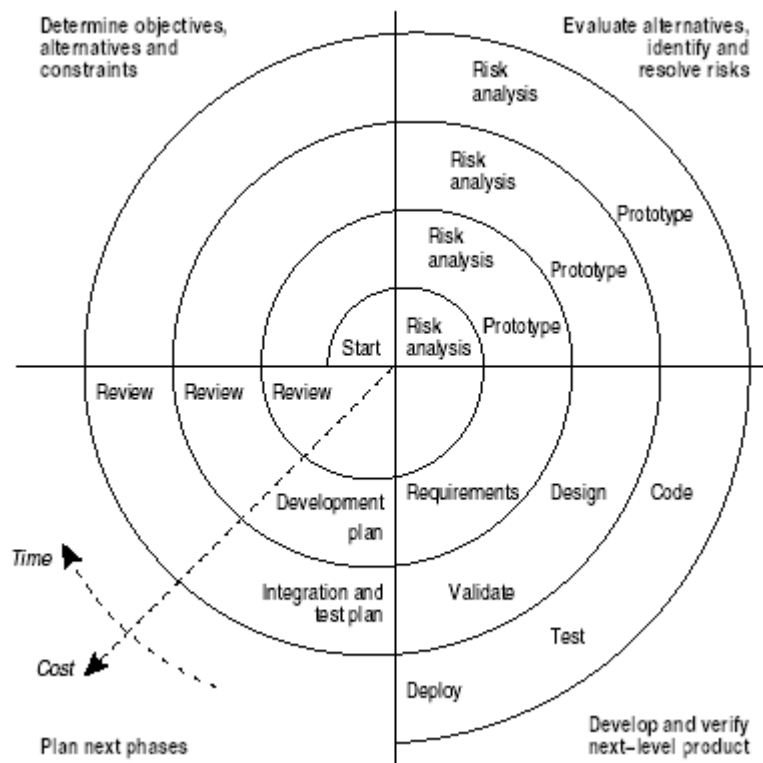 Determine objectives,
alternatives and
constraints
Evaluate alternatives,
identify and
resolve risks
Risk
analysis
Risk
analysis
Prototype
Risk
analysis
Prototype
Start
Risk
analysis
Prototype
Review
Review
Review
Requirements
Design
Code
Development
plan
Time
Integration and
test plan
Validate
Test
Cost
Deploy
Plan next phases
Develop and verify
next-level product